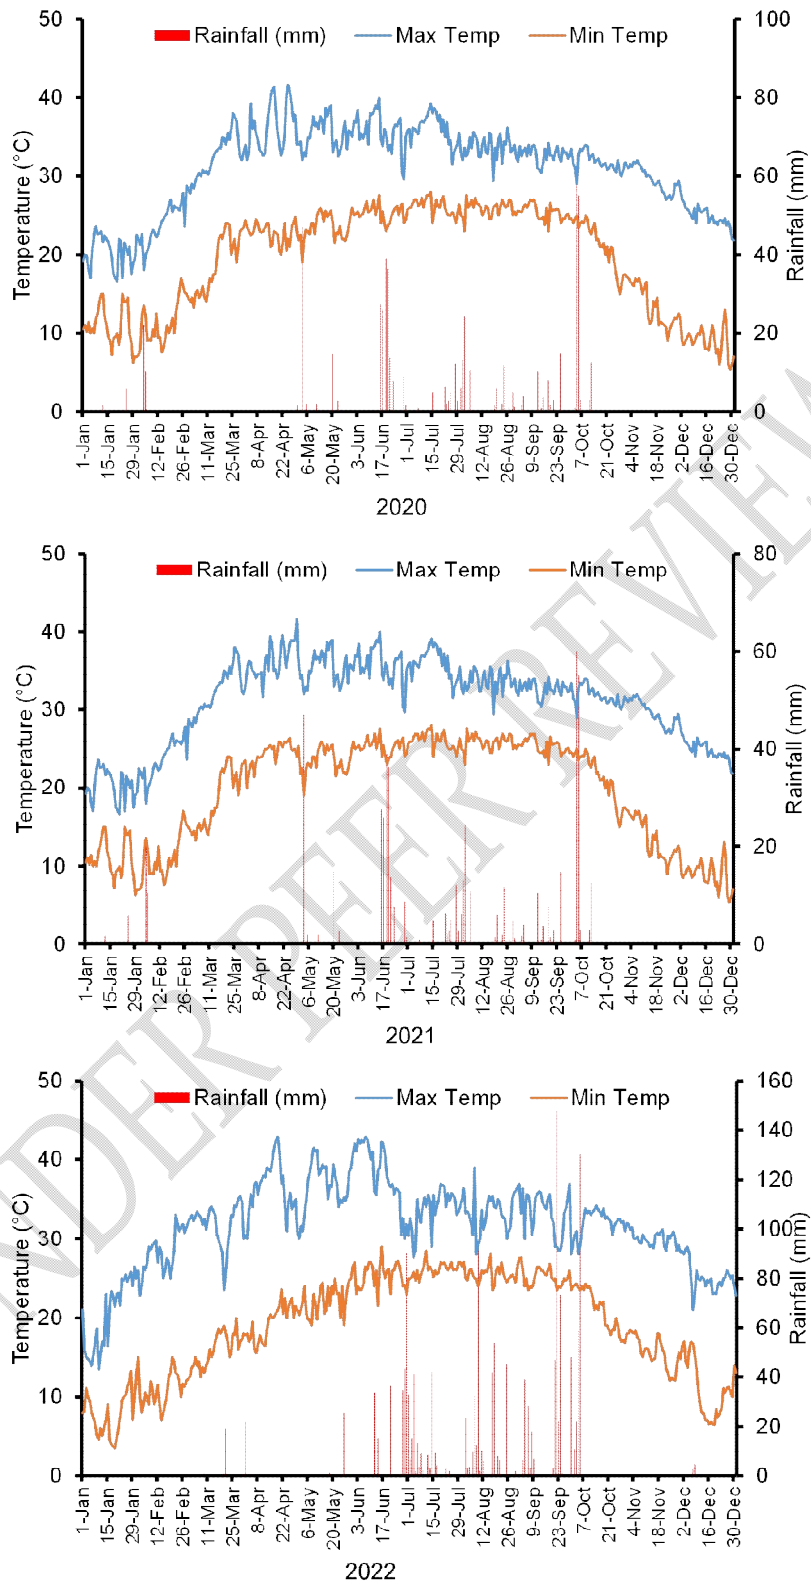 Rainfall (mm) Max Temp Min Temp
50 40 30 20 10 0
Temperature (°C)
100 80 60 40 20 0
Rainfall (mm)
1-Jan 15-Jan 29-Jan 12-Feb 26-Feb 11-Mar 25-Mar 8-Apr 22-Apr 6-May 20-May 3-Jun 17-Jun 1-Jul 15-Jul 29-Jul 12-Aug 26-Aug 9-Sep 23-Sep 7-Oct 21-Oct 4-Nov 18-Nov 2-Dec 16-Dec 30-Dec
2020
Rainfall (mm) Max Temp Min Temp
50 40 30 20 10 0
Temperature (°C)
80 60 40 20 0
Rainfall (mm)
1-Jan 15-Jan 29-Jan 12-Feb 26-Feb 11-Mar 25-Mar 8-Apr 22-Apr 6-May 20-May 3-Jun 17-Jun 1-Jul 15-Jul 29-Jul 12-Aug 26-Aug 9-Sep 23-Sep 7-Oct 21-Oct 4-Nov 18-Nov 2-Dec 16-Dec 30-Dec
2021
Rainfall (mm) Max Temp Min Temp
50 40 30 20 10 0
Temperature (°C)
160 140 120 100 80 60 40 20 0
Rainfall (mm)
1-Jan 15-Jan 29-Jan 12-Feb 26-Feb 11-Mar 25-Mar 8-Apr 22-Apr 6-May 20-May 3-Jun 17-Jun 1-Jul 15-Jul 29-Jul 12-Aug 26-Aug 9-Sep 23-Sep 7-Oct 21-Oct 4-Nov 18-Nov 2-Dec 16-Dec 30-Dec
2022
NDER PEER REVIEW